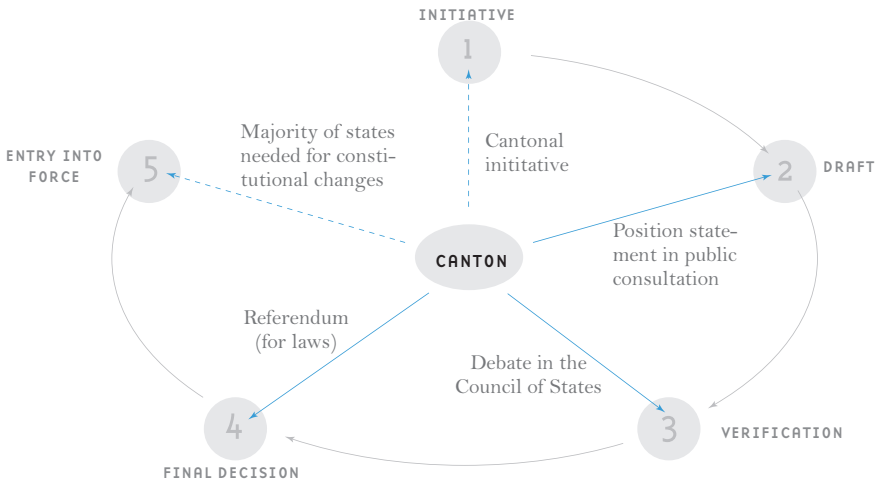 INITIATIVE
1
Cantonal
inititative
2
DRAFT
Position state-
ment in public
consultation
CANTON
Majority of states
needed for consti-
tutional changes
ENTRY INTO
FORCE
5
Referendum
(for laws)
Debate in the
Council of States
4
FINAL DECISION
3
VERIFICATION